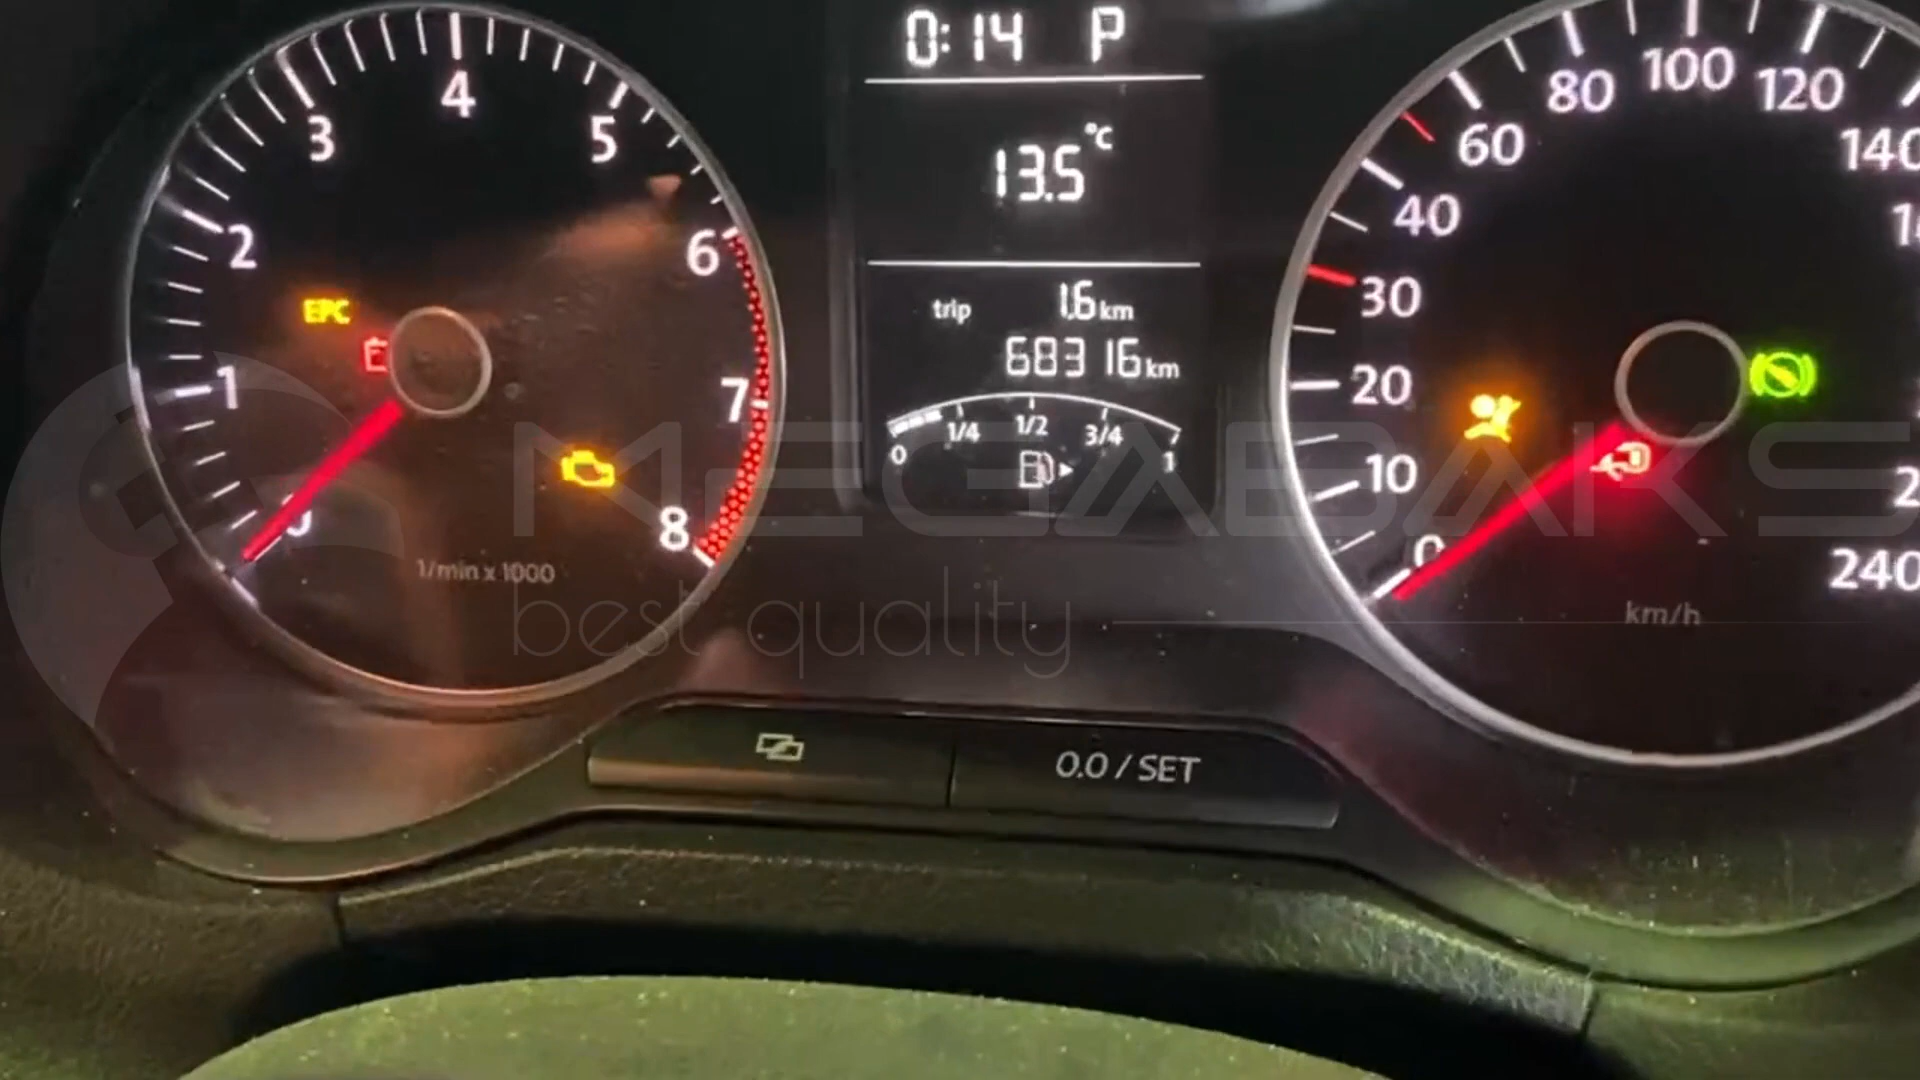 0:14 P
13.5 °C
trip 1.6 km
68316 km
0 1/4 1/2 3/4 1
0 1 2 3 4 5 6 7 8
EPC
1/min x 1000
0 10 20 30 40 60 80 100 120 140
240
km/h
0.0 / SET
MEGABAKS
best quality